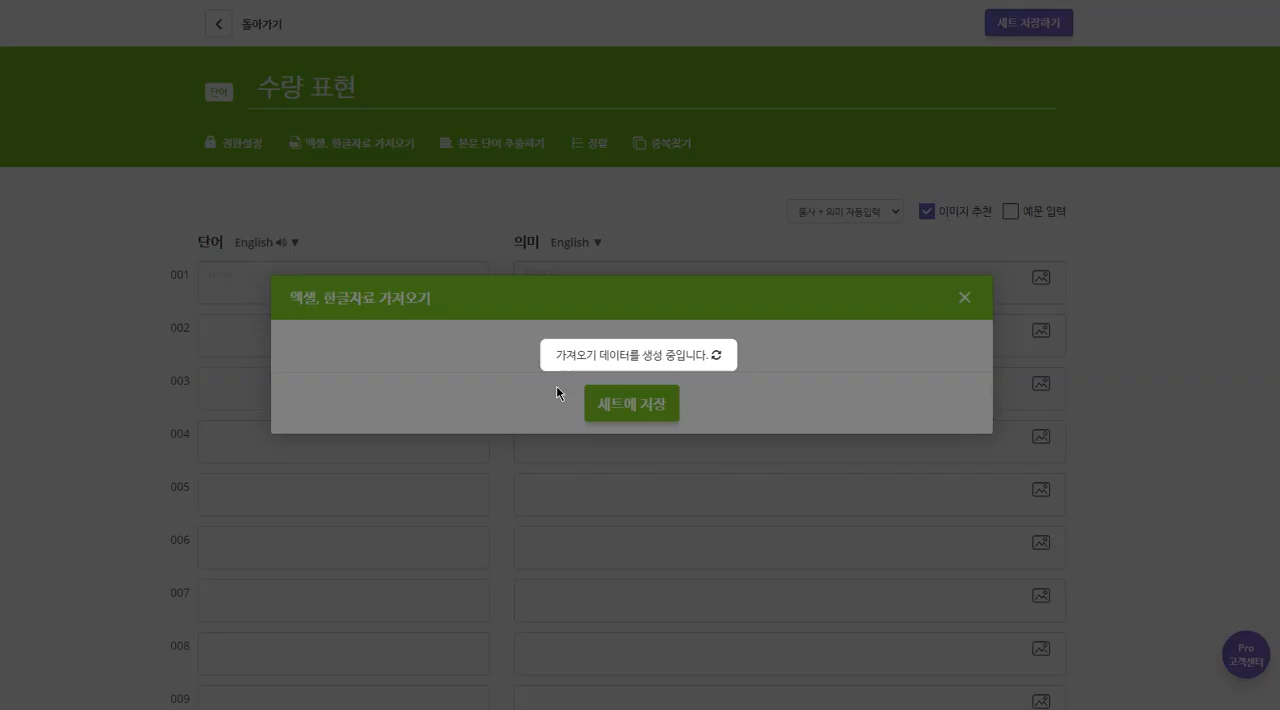 돌아가기
세트 저장하기
단어
수량 표현
권한설정
엑셀, 한글자료 가져오기
본문 단어 추출하기
정렬
중복찾기
품사 + 의미 자동입력
이미지 추천
예문 입력
단어 English
의미 English
001
엑셀, 한글자료 가져오기
002
가져오기 데이터를 생성 중입니다.
003
세트에 저장
004
005
006
007
008
Pro
고객센터
009